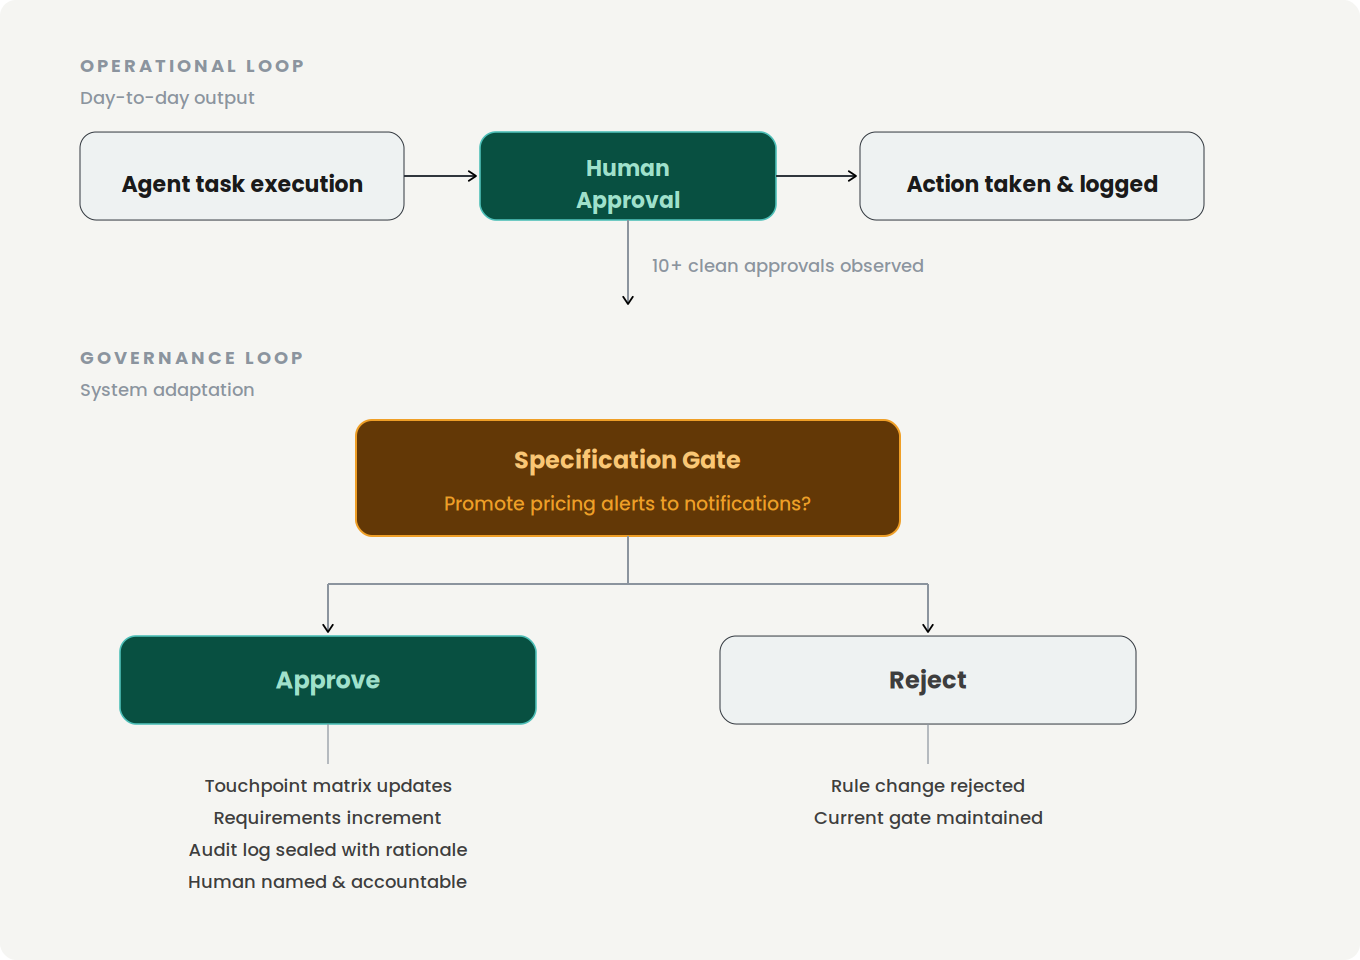 OPERATIONAL LOOP
Day-to-day output
Agent task execution
Human
Approval
Action taken & logged
10+ clean approvals observed
GOVERNANCE LOOP
System adaptation
Specification Gate
Promote pricing alerts to notifications?
Approve
Reject
Touchpoint matrix updates
Requirements increment
Audit log sealed with rationale
Human named & accountable
Rule change rejected
Current gate maintained